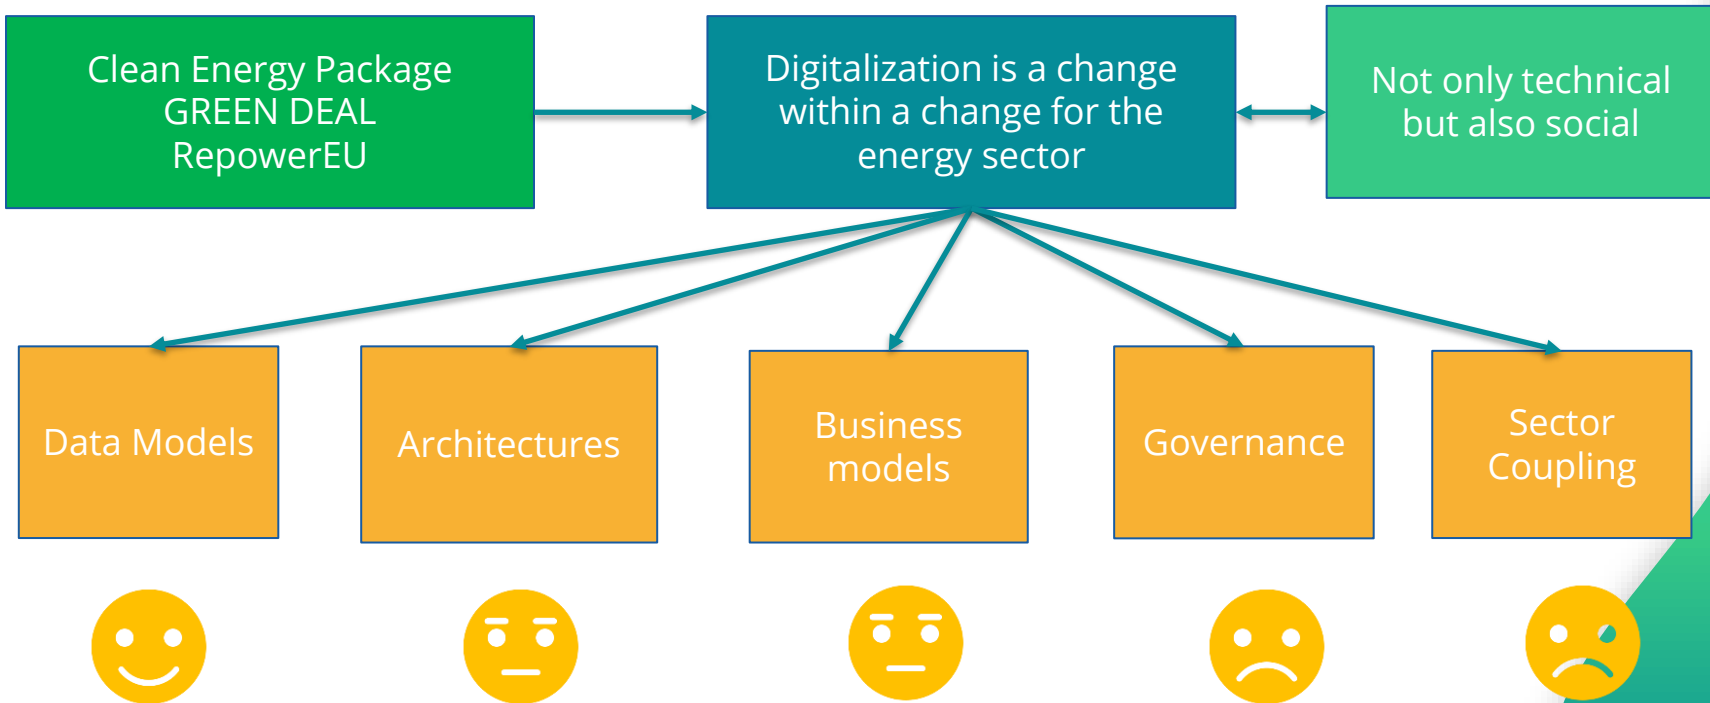 Clean Energy Package
GREEN DEAL
RepowerEU
Digitalization is a change
within a change for the
energy sector
Not only technical
but also social
Data Models
Architectures
Business
models
Governance
Sector
Coupling